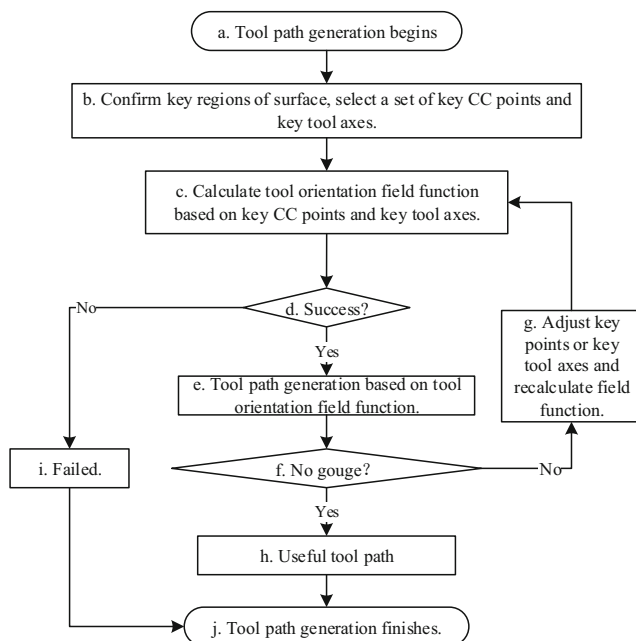 a. Tool path generation begins
b. Confirm key regions of surface, select a set of key CC points and
key tool axes.
c. Calculate tool orientation field function
based on key CC points and key tool axes.
No
d. Success?
Yes
g. Adjust key
points or key
tool axes and
recalculate field
function.
e. Tool path generation based on tool
orientation field function.
i. Failed.
f. No gouge?
No
Yes
h. Useful tool path
j. Tool path generation finishes.